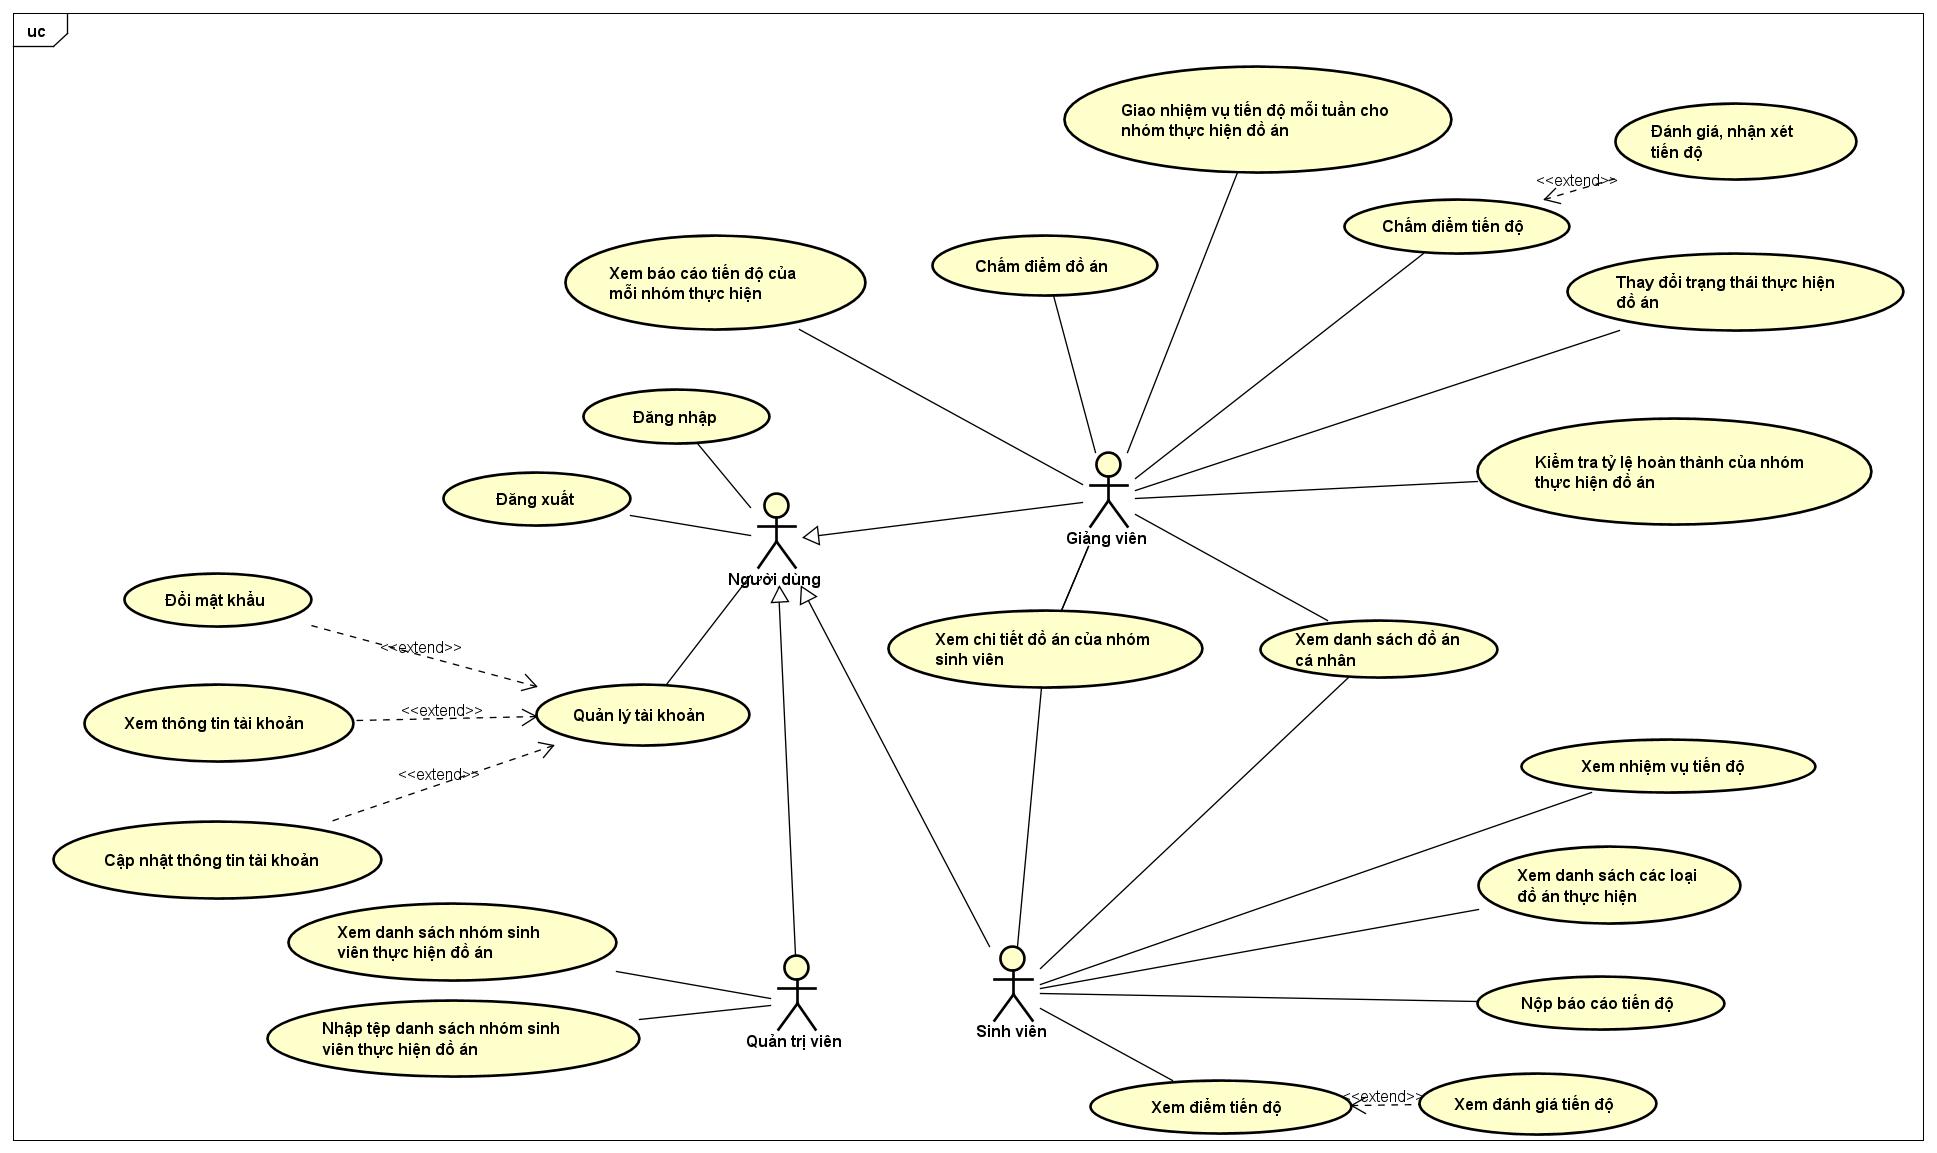 uc
Giao nhiệm vụ tiến độ mỗi tuần cho
nhóm thực hiện đồ án
Đánh giá, nhận xét
tiến độ
<<extend>>
Chấm điểm tiến độ
Xem báo cáo tiến độ của
mỗi nhóm thực hiện
Chấm điểm đồ án
Thay đổi trạng thái thực hiện
đồ án
Đăng nhập
Kiểm tra tỷ lệ hoàn thành của nhóm
thực hiện đồ án
Đăng xuất
Giảng viên
Người dùng
Đổi mật khẩu
<<extend>>
Xem chi tiết đồ án của nhóm
sinh viên
Xem danh sách đồ án
cá nhân
Xem thông tin tài khoản
<<extend>>
Quản lý tài khoản
<<extend>>
Xem nhiệm vụ tiến độ
Cập nhật thông tin tài khoản
Xem danh sách các loại
đồ án thực hiện
Xem danh sách nhóm sinh
viên thực hiện đồ án
Nộp báo cáo tiến độ
Nhập tệp danh sách nhóm sinh
viên thực hiện đồ án
Quản trị viên
Sinh viên
Xem điểm tiến độ
<<extend>>
Xem đánh giá tiến độ